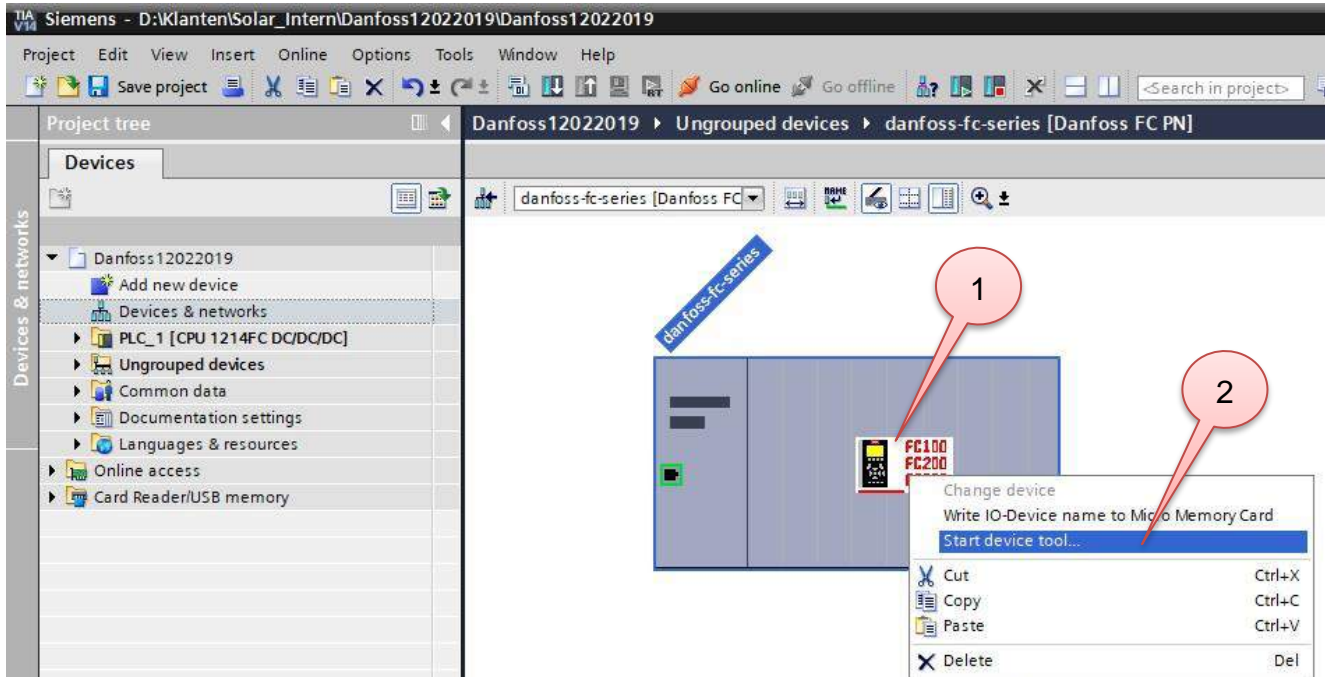 TIA V14 Siemens - D:\Klanten\Solar_Intern\Danfoss12022019\Danfoss12022019
Project Edit View Insert Online Options Tools Window Help
Save project Go online Go offline <Search in project>
Project tree
Danfoss12022019 ▸ Ungrouped devices ▸ danfoss-fc-series [Danfoss FC PN]
Devices
danfoss-fc-series [Danfoss FC
NAME
Devices & networks
Danfoss12022019
Add new device
Devices & networks
PLC_1 [CPU 1214FC DC/DC/DC]
Ungrouped devices
Common data
Documentation settings
Languages & resources
Online access
Card Reader/USB memory
danfoss-fc-series
1
2
FC100
FC200
Change device
Write IO-Device name to Micro Memory Card
Start device tool...
Cut Ctrl+X
Copy Ctrl+C
Paste Ctrl+V
Delete Del